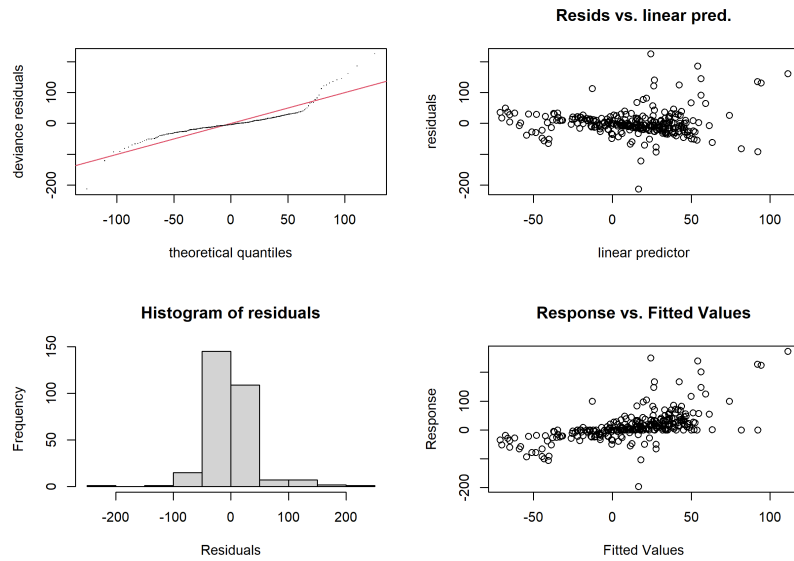 deviance residuals
-200
0
100
-100
-50
0
50
100
theoretical quantiles
Resids vs. linear pred.
residuals
-200
0
100
-50
0
50
100
linear predictor
Histogram of residuals
Frequency
0
50
100
150
-200
-100
0
100
200
Residuals
Response vs. Fitted Values
Response
-200
0
100
-50
0
50
100
Fitted Values